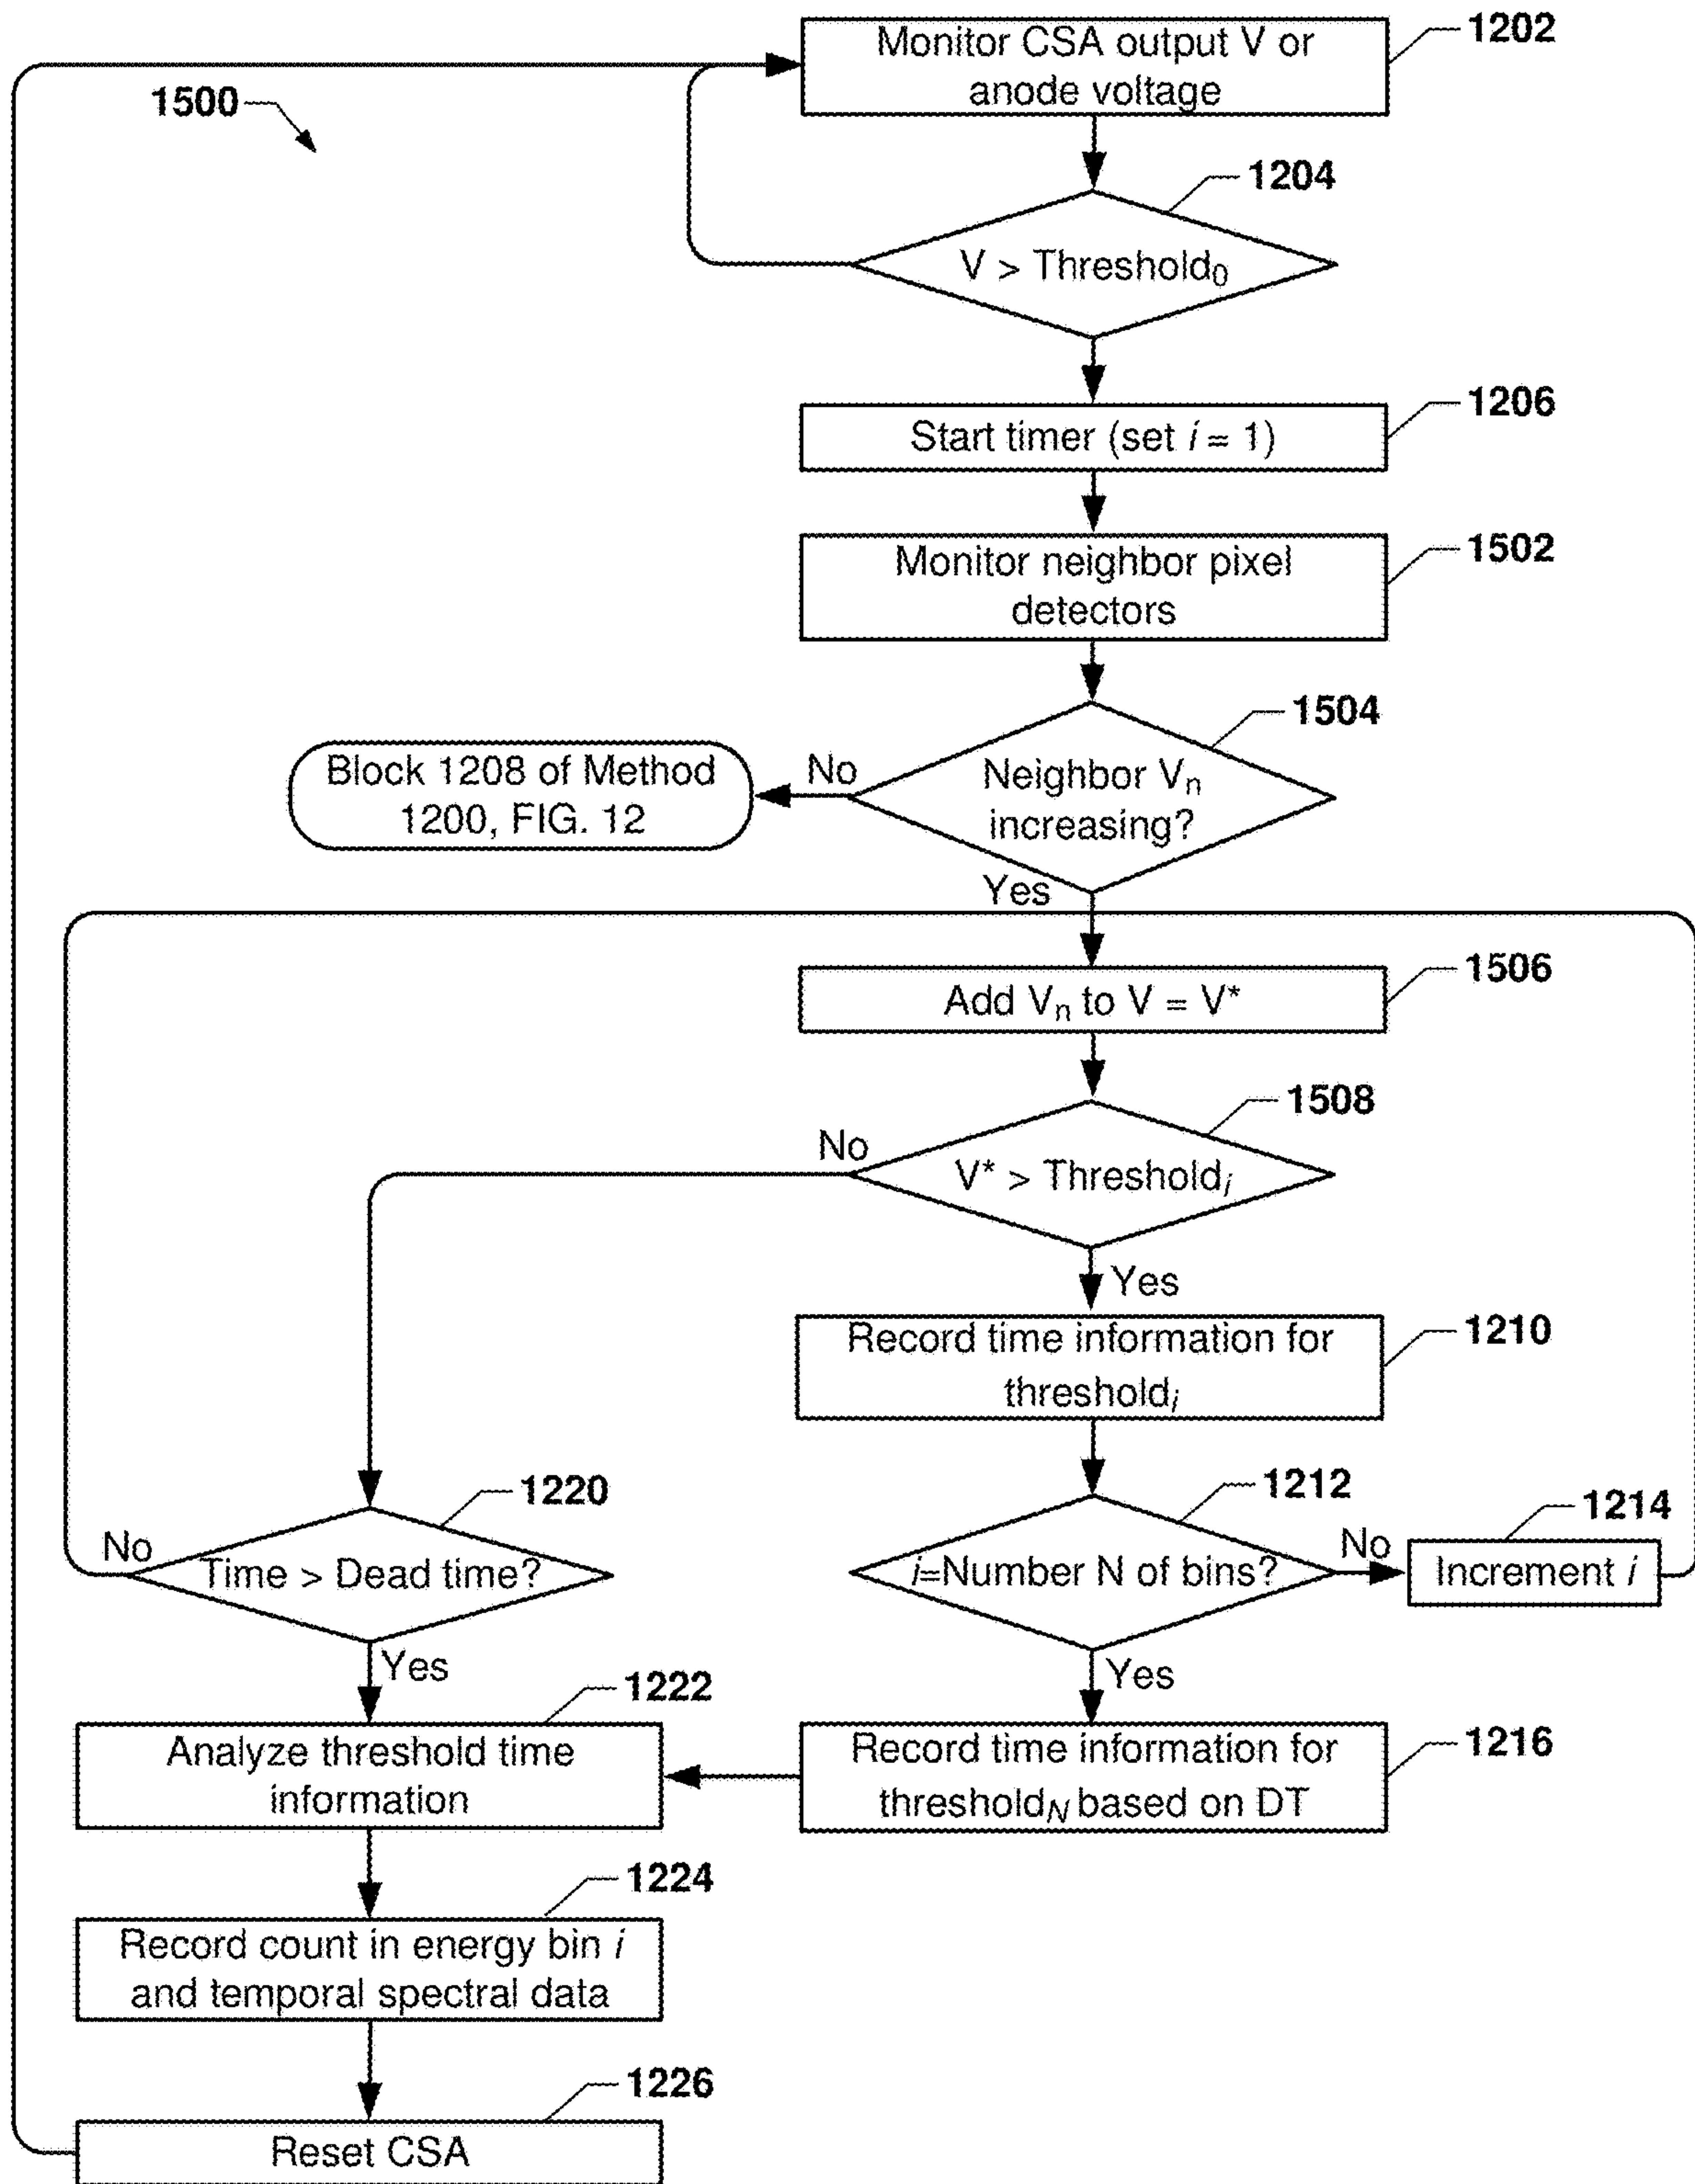 Monitor CSA output V or
anode voltage
1202
1500
1204
V > Threshold₀
1206
Start timer (set i = 1)
1502
Monitor neighbor pixel
detectors
1504
Neighbor Vₙ
increasing?
No
Block 1208 of Method
1200, FIG. 12
Yes
1506
Add Vₙ to V = V*
1508
No
V* > Thresholdᵢ
Yes
1210
Record time information for
thresholdᵢ
1220
1212
1214
No
Time > Dead time?
i=Number N of bins?
No
Increment i
Yes
Yes
1222
Analyze threshold time
information
1216
Record time information for
threshold_N based on DT
1224
Record count in energy bin i
and temporal spectral data
1226
Reset CSA